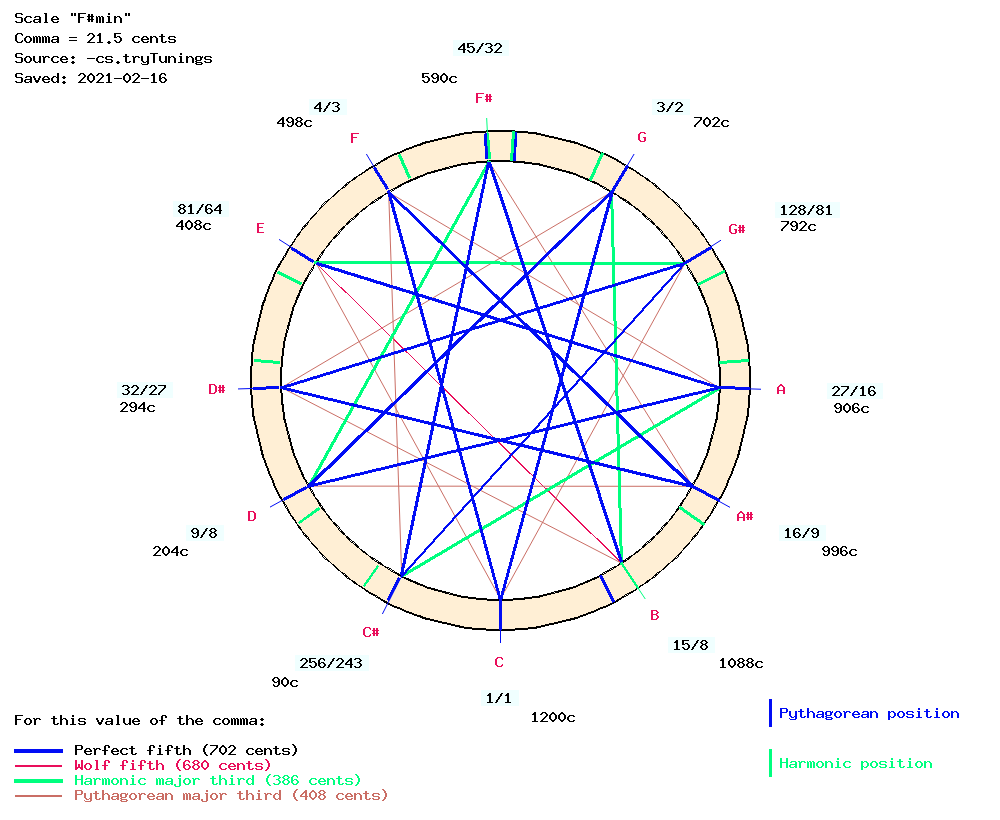 Scale "F#min"
Comma = 21.5 cents
Source: -cs.tryTunings
Saved: 2021-02-16
45/32
590c
F#
4/3
498c
F
3/2
702c
G
81/64
408c
E
128/81
792c
G#
32/27
294c
D#
27/16
906c
A
9/8
204c
D
16/9
996c
A#
256/243
90c
C#
15/8
1088c
B
C
1/1
1200c
For this value of the comma:
Perfect fifth (702 cents)
Wolf fifth (680 cents)
Harmonic major third (386 cents)
Pythagorean major third (408 cents)
Pythagorean position
Harmonic position